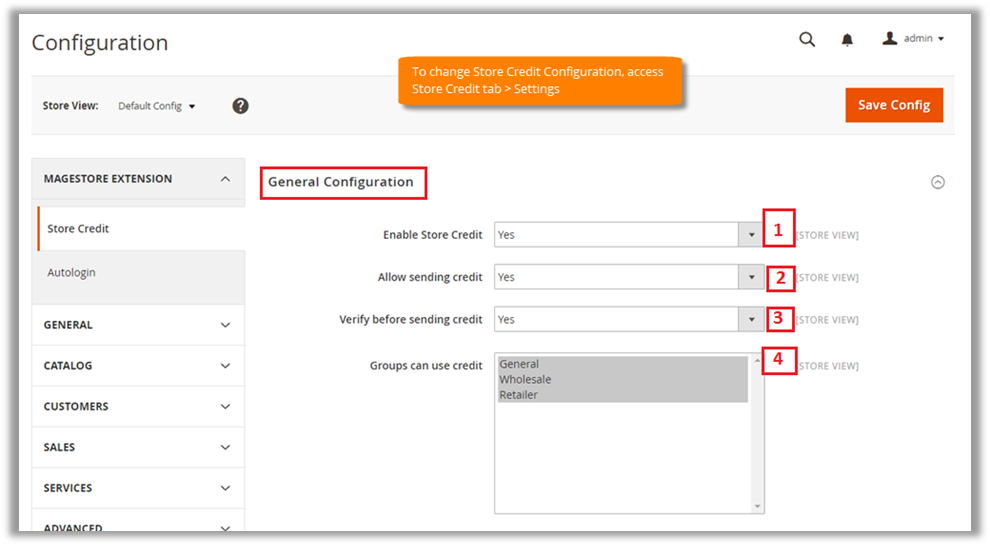 Configuration
admin
To change Store Credit Configuration, access
Store Credit tab > Settings
Store View: Default Config
?
Save Config
MAGESTORE EXTENSION
Store Credit
Autologin
GENERAL
CATALOG
CUSTOMERS
SALES
SERVICES
ADVANCED
General Configuration
Enable Store Credit Yes 1 [STORE VIEW]
Allow sending credit Yes 2 [STORE VIEW]
Verify before sending credit Yes 3 [STORE VIEW]
Groups can use credit 4 [STORE VIEW]
General
Wholesale
Retailer